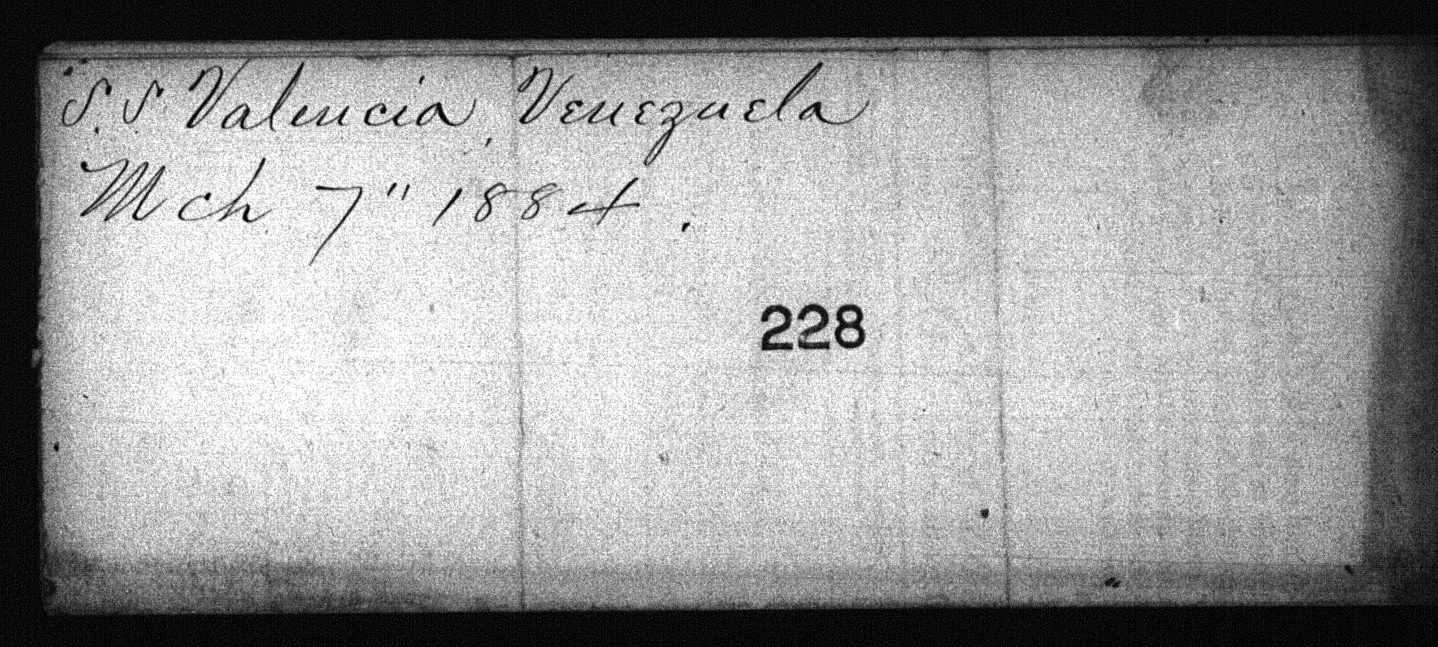 S.S Valencia, Venezuela
Mch 7" 1884.
228